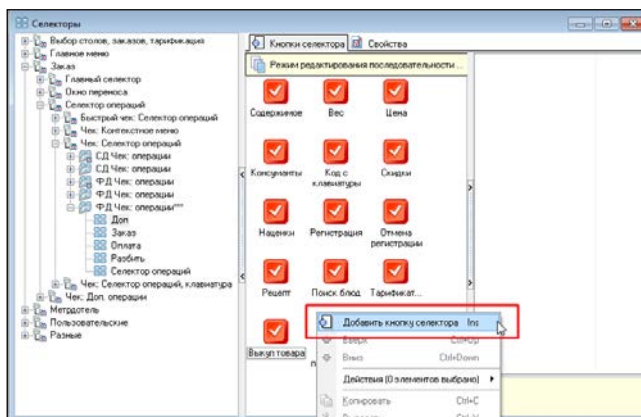 Селекторы
Выбор столов, заказов, тарификация
Главное меню
Заказ
Главный селектор
Окно переноса
Селектор операций
Быстрый чек: Селектор операций
Чек: Контекстное меню
Чек: Селектор операций
СД Чек: операции
СД Чек: операции
ФД Чек: операции
ФД Чек: операции
ФД Чек: операции***
Доп
Заказ
Оплата
Разбить
Селектор операций
Чек: Селектор операций, клавиатура
Чек: Доп. операции
Метрдотель
Пользовательские
Разные
Кнопки селектора Свойства
Режим редактирования последовательности ...
Содержимое Вес Цена
Консуманты Код с клавиатуры Скидки
Наценки Регистрация Отмена регистрации
Рецепт Поиск блюд Тарификат...
Выкуп товара
Добавить кнопку селектора Ins
Вверх Ctrl+Up
Вниз Ctrl+Down
Действия (0 элементов выбрано)
Копировать Ctrl+C